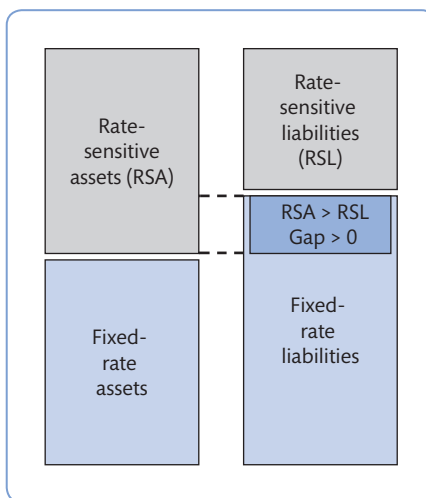 Rate-
sensitive
assets (RSA)
Rate-
sensitive
liabilities
(RSL)
RSA > RSL
Gap > 0
Fixed-
rate
assets
Fixed-
rate
liabilities